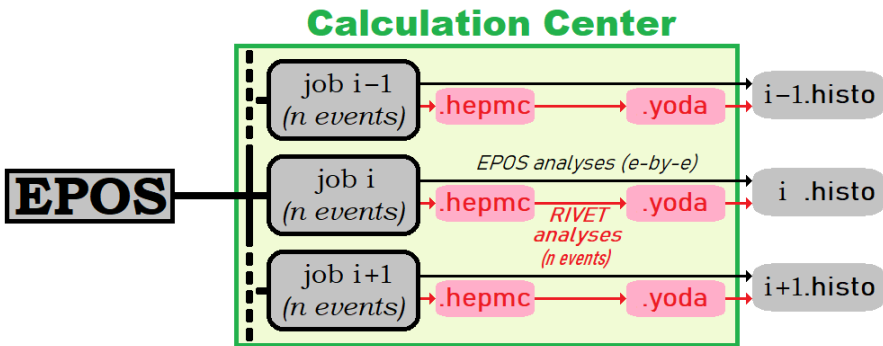 Calculation Center
job i−1
(n events)
.hepmc
.yoda
i−1.histo
EPOS
job i
(n events)
EPOS analyses (e-by-e)
.hepmc
.yoda
i .histo
RIVET
analyses
(n events)
job i+1
(n events)
.hepmc
.yoda
i+1.histo